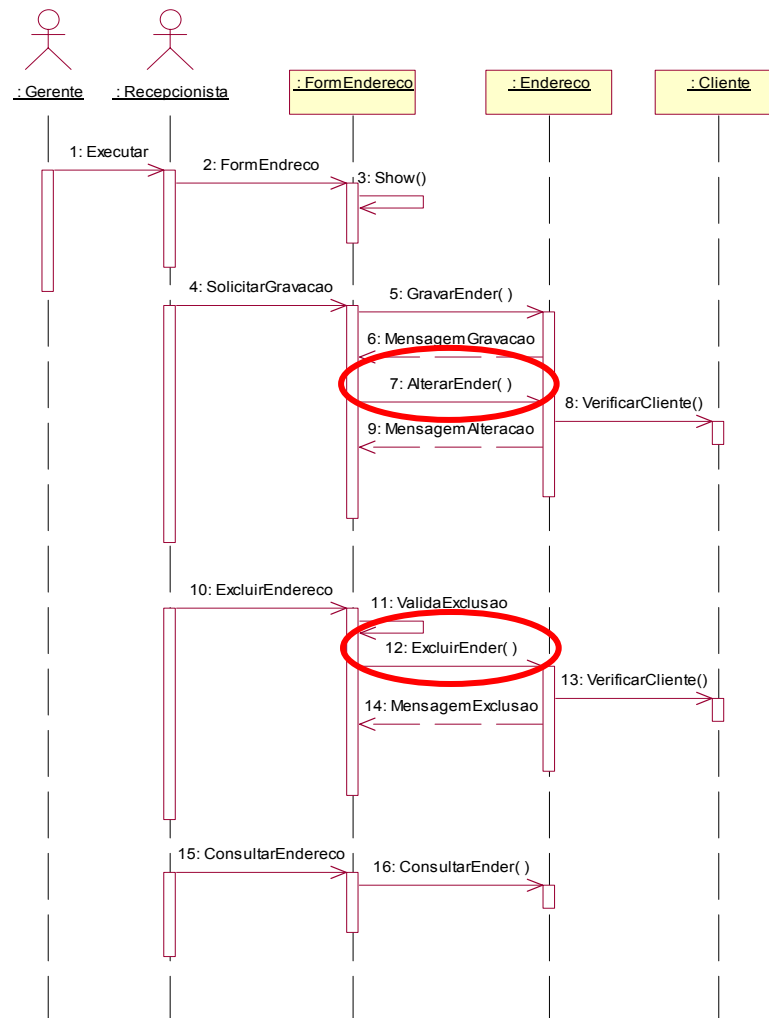 : Gerente
: Recepcionista
: FormEndereco
: Endereco
: Cliente
1: Executar
2: FormEndreco
3: Show()
4: SolicitarGravacao
5: GravarEnder( )
6: MensagemGravacao
7: AlterarEnder( )
8: VerificarCliente()
9: MensagemAlteracao
10: ExcluirEndereco
11: ValidaExclusao
12: ExcluirEnder( )
13: VerificarCliente()
14: MensagemExclusao
15: ConsultarEndereco
16: ConsultarEnder( )